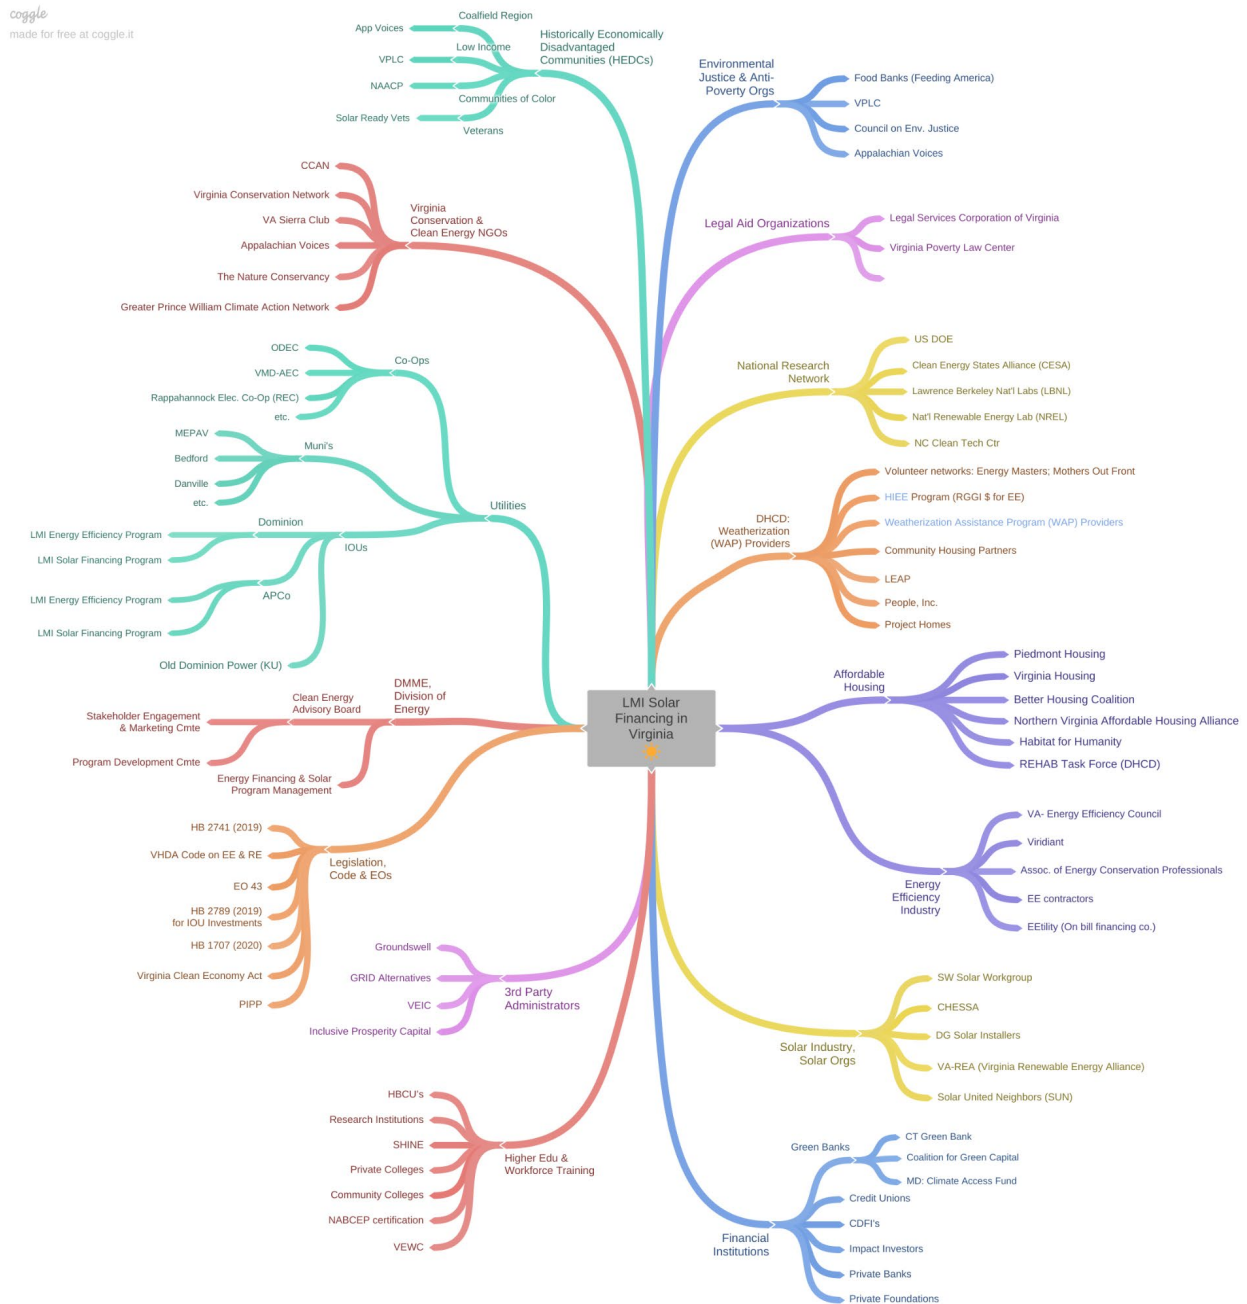 coggle
made for free at coggle.it
Coalfield Region
App Voices
Low Income
VPLC
NAACP
Communities of Color
Solar Ready Vets
Veterans
Historically Economically
Disadvantaged
Communities (HEDCs)
CCAN
Virginia Conservation Network
VA Sierra Club
Appalachian Voices
The Nature Conservancy
Greater Prince William Climate Action Network
Virginia
Conservation &
Clean Energy NGOs
ODEC
VMD-AEC
Rappahannock Elec. Co-Op (REC)
etc.
Co-Ops
MEPAV
Bedford
Danville
etc.
Muni's
Utilities
Dominion
LMI Energy Efficiency Program
LMI Solar Financing Program
IOUs
APCo
LMI Energy Efficiency Program
LMI Solar Financing Program
Old Dominion Power (KU)
DMME,
Division of
Energy
Clean Energy
Advisory Board
Stakeholder Engagement
& Marketing Cmte
Program Development Cmte
Energy Financing & Solar
Program Management
HB 2741 (2019)
VHDA Code on EE & RE
EO 43
HB 2789 (2019)
for IOU Investments
HB 1707 (2020)
Virginia Clean Economy Act
PIPP
Legislation,
Code & EOs
Groundswell
GRID Alternatives
VEIC
Inclusive Prosperity Capital
3rd Party
Administrators
HBCU's
Research Institutions
SHINE
Private Colleges
Community Colleges
NABCEP certification
VEWC
Higher Edu &
Workforce Training
LMI Solar
Financing in
Virginia
Environmental
Justice & Anti-
Poverty Orgs
Food Banks (Feeding America)
VPLC
Council on Env. Justice
Appalachian Voices
Legal Aid Organizations
Legal Services Corporation of Virginia
Virginia Poverty Law Center
National Research
Network
US DOE
Clean Energy States Alliance (CESA)
Lawrence Berkeley Nat'l Labs (LBNL)
Nat'l Renewable Energy Lab (NREL)
NC Clean Tech Ctr
DHCD:
Weatherization
(WAP) Providers
Volunteer networks: Energy Masters; Mothers Out Front
HIEE Program (RGGI $ for EE)
Weatherization Assistance Program (WAP) Providers
Community Housing Partners
LEAP
People, Inc.
Project Homes
Affordable
Housing
Piedmont Housing
Virginia Housing
Better Housing Coalition
Northern Virginia Affordable Housing Alliance
Habitat for Humanity
REHAB Task Force (DHCD)
Energy
Efficiency
Industry
VA- Energy Efficiency Council
Viridiant
Assoc. of Energy Conservation Professionals
EE contractors
EEtility (On bill financing co.)
Solar Industry,
Solar Orgs
SW Solar Workgroup
CHESSA
DG Solar Installers
VA-REA (Virginia Renewable Energy Alliance)
Solar United Neighbors (SUN)
Green Banks
CT Green Bank
Coalition for Green Capital
MD: Climate Access Fund
Financial
Institutions
Credit Unions
CDFI's
Impact Investors
Private Banks
Private Foundations